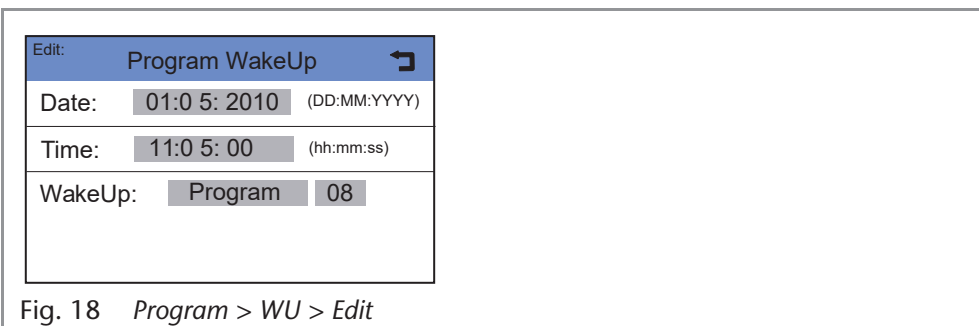 Edit:
Program WakeUp
Date: 01:0 5: 2010 (DD:MM:YYYY)
Time: 11:0 5: 00 (hh:mm:ss)
WakeUp: Program 08
Fig. 18 Program > WU > Edit